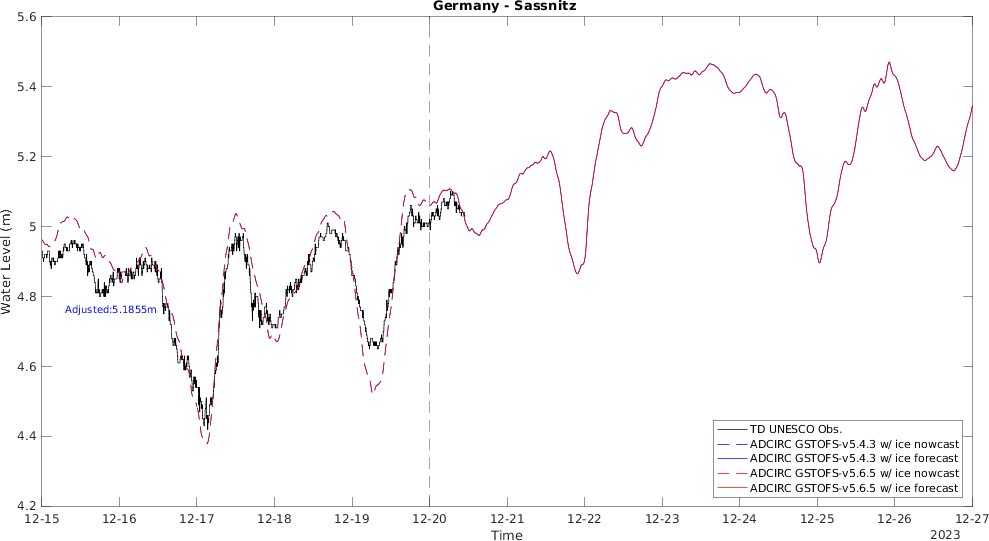 Germany - Sassnitz
Water Level (m)
5.6
5.4
5.2
5
4.8
4.6
4.4
4.2
Adjusted:5.1855m
TD UNESCO Obs.
ADCIRC GSTOFS-v5.4.3 w/ ice nowcast
ADCIRC GSTOFS-v5.4.3 w/ ice forecast
ADCIRC GSTOFS-v5.6.5 w/ ice nowcast
ADCIRC GSTOFS-v5.6.5 w/ ice forecast
12-15 12-16 12-17 12-18 12-19 12-20 12-21 12-22 12-23 12-24 12-25 12-26 12-27
Time
2023